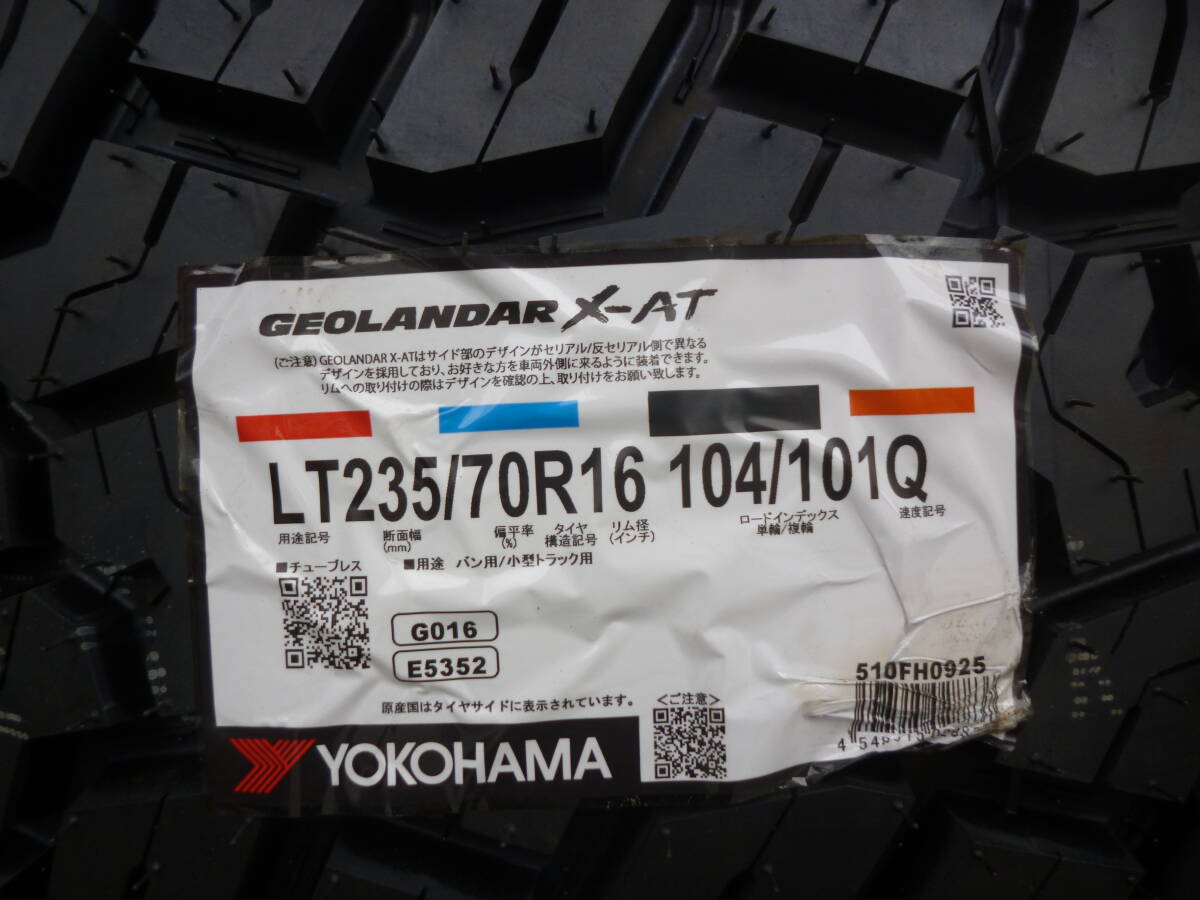 GEOLANDAR X-AT
(ご注意) GEOLANDAR X-ATはサイド部のデザインがセリアル/反セリアル側で異なる
デザインを採用しており、お好きな方を車両外側に来るように装着できます。
リムへの取り付けの際はデザインを確認の上、取り付けをお願い致します。
LT235/70R16 104/101Q
用途記号 断面幅(mm) 偏平率(%) タイヤ構造記号 リム径(インチ) ロードインデックス単輪/複輪 速度記号
■チューブレス ■用途 バン用/小型トラック用
G016
E5352
510FH0925
原産国はタイヤサイドに表示されています。
<ご注意>
YOKOHAMA